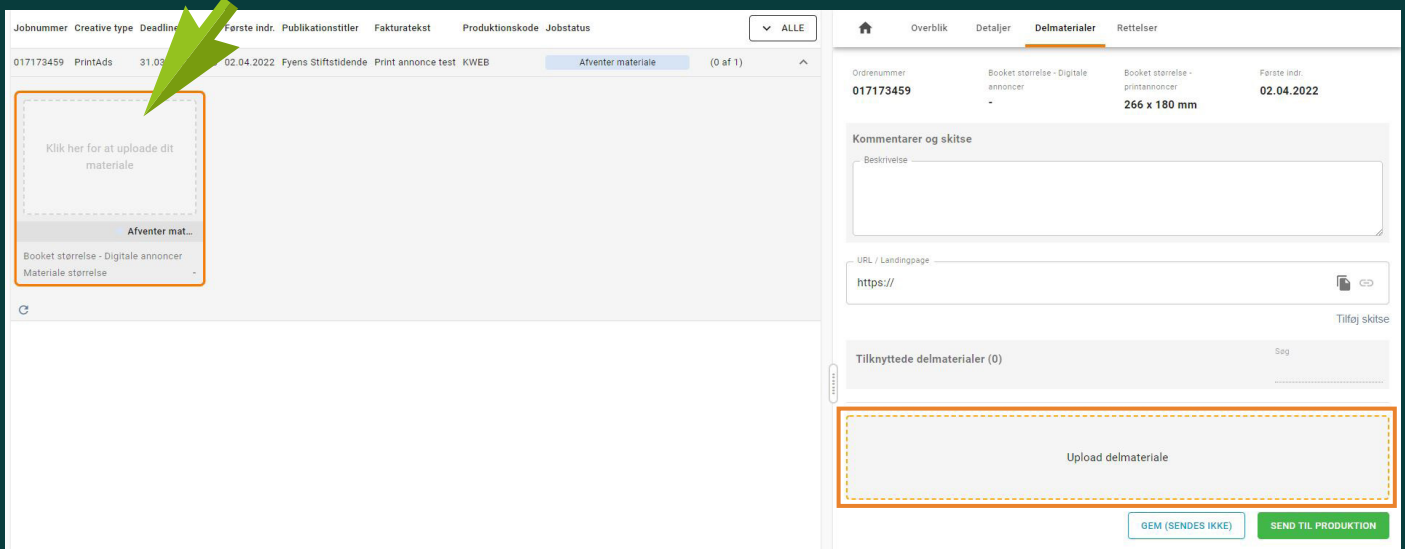 Jobnummer Creative type Deadline Første indr. Publikationstitler Fakturatekst Produktionskode Jobstatus ALLE
017173459 PrintAds 31.03 02.04.2022 Fyens Stiftstidende Print annonce test KWEB Afventer materiale (0 af 1)
Klik her for at uploade dit
materiale
Afventer mat...
Booket størrelse - Digitale annoncer
Materiale størrelse -
Overblik Detaljer Delmaterialer Rettelser
Ordrenummer
017173459
Booket størrelse - Digitale
annoncer
-
Booket størrelse -
printannoncer
266 x 180 mm
Første indr.
02.04.2022
Kommentarer og skitse
Beskrivelse
URL / Landingpage
https://
Tilføj skitse
Tilknyttede delmaterialer (0)
Søg
Upload delmateriale
GEM (SENDES IKKE) SEND TIL PRODUKTION